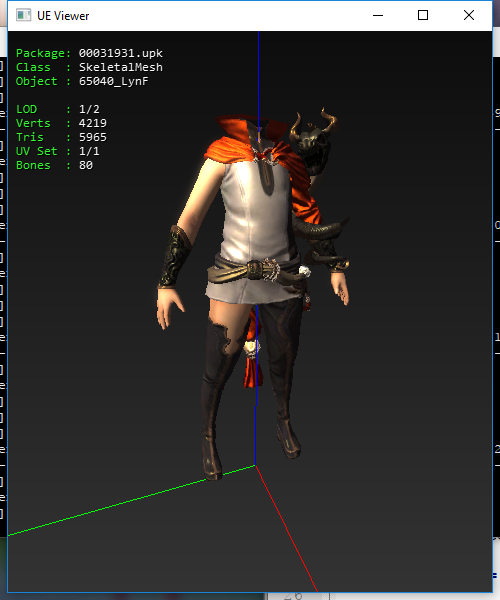 UE Viewer
Package: 00031931.upk
Class  : SkeletalMesh
Object : 65040_LynF
LOD    : 1/2
Verts  : 4219
Tris   : 5965
UV Set : 1/1
Bones  : 80